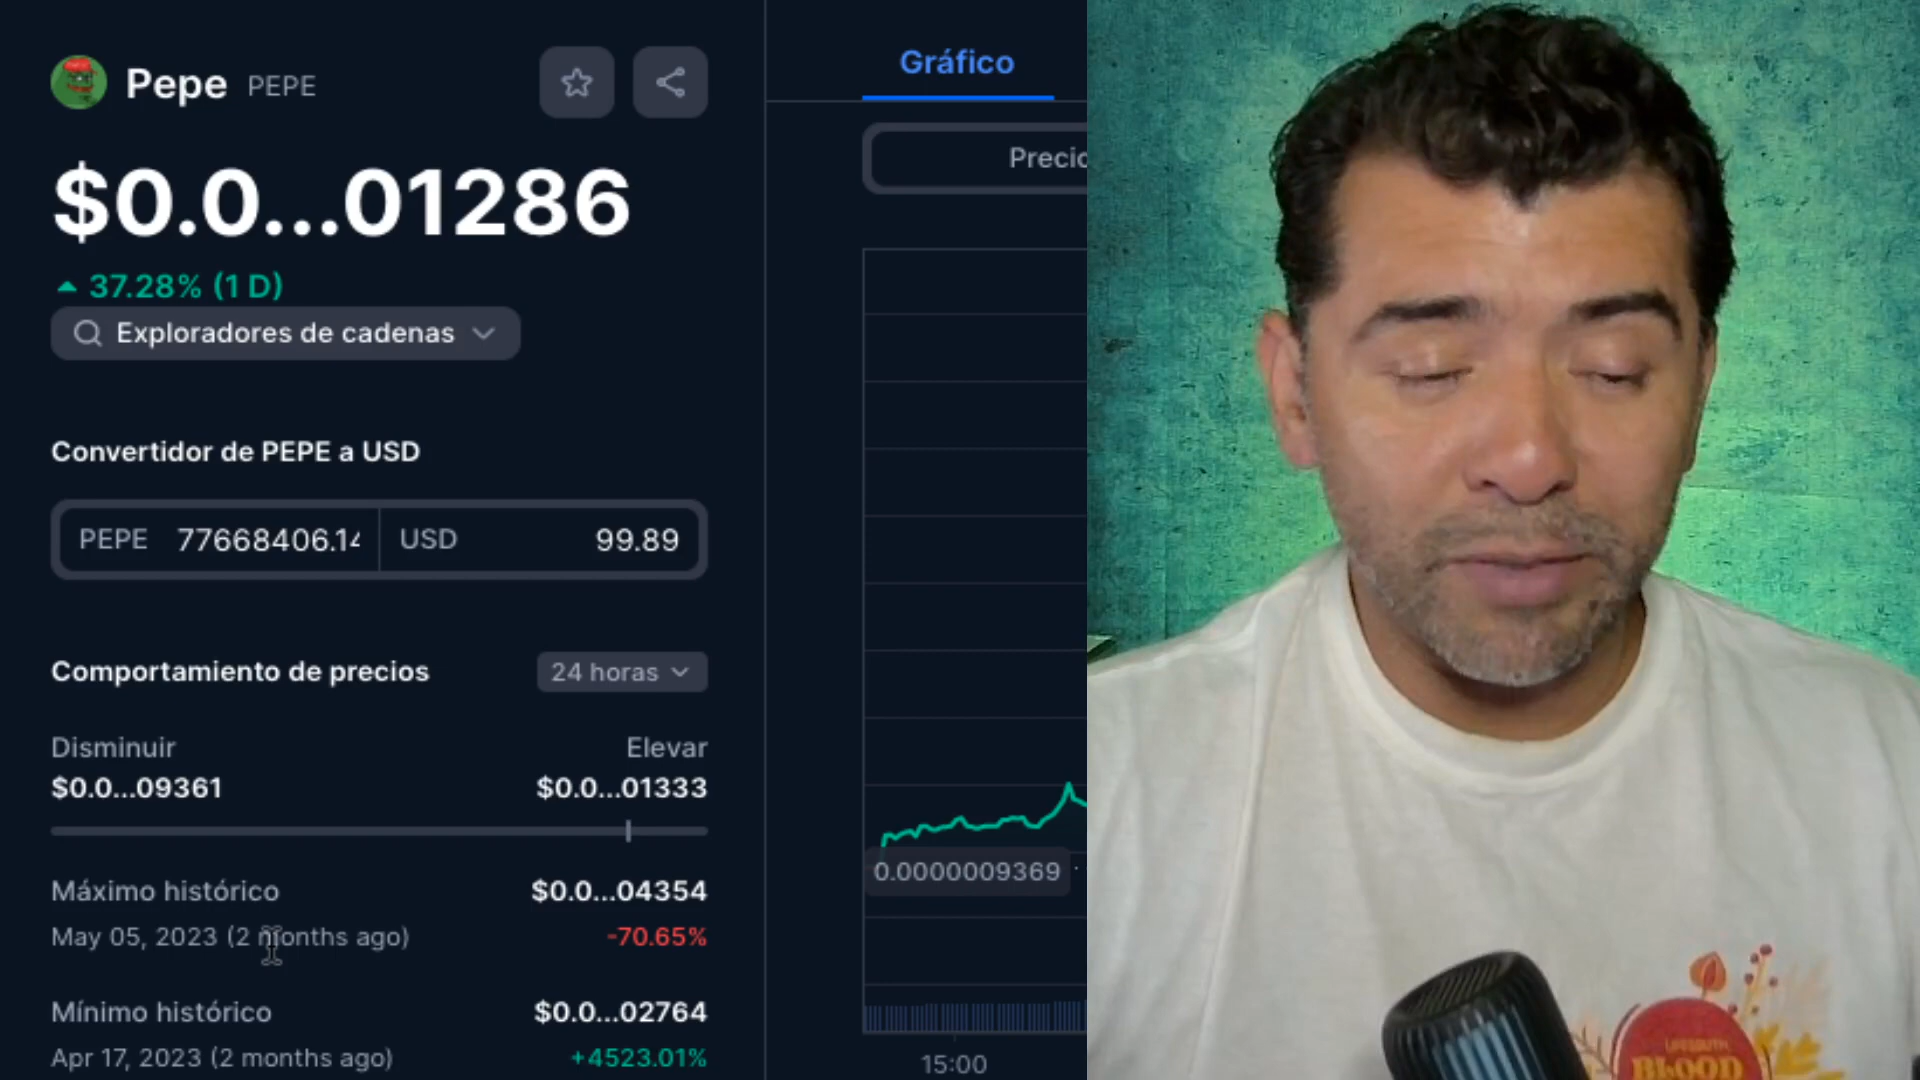 Pepe PEPE
$0.0...01286
37.28% (1 D)
Exploradores de cadenas
Convertidor de PEPE a USD
PEPE 77668406.14 USD 99.89
Comportamiento de precios 24 horas
Disminuir Elevar
$0.0...09361 $0.0...01333
Máximo histórico $0.0...04354
May 05, 2023 (2 months ago) -70.65%
Mínimo histórico $0.0...02764
Apr 17, 2023 (2 months ago) +4523.01%
Gráfico
Precio
0.0000009369
15:00
BLOOD